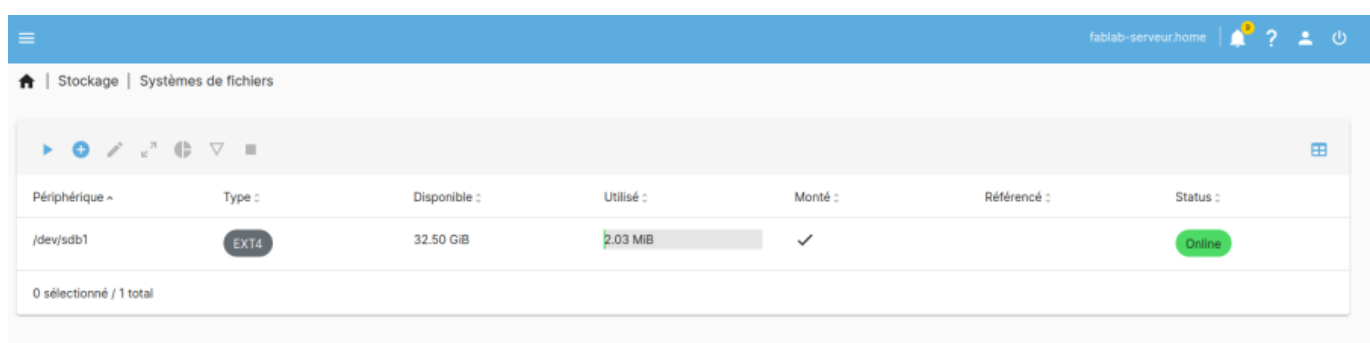 fablab-serveur.home ?
Stockage | Systèmes de fichiers
Périphérique Type Disponible Utilisé Monté Référencé Status
/dev/sdb1 EXT4 32.50 GiB 2.03 MiB Online
0 sélectionné / 1 total